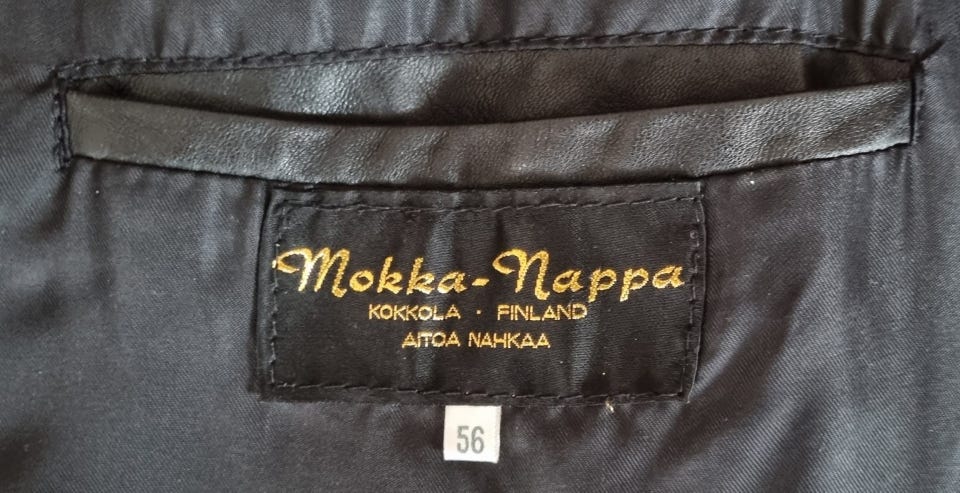 Mokka-Nappa
KOKKOLA · FINLAND
AITOA NAHKAA
56